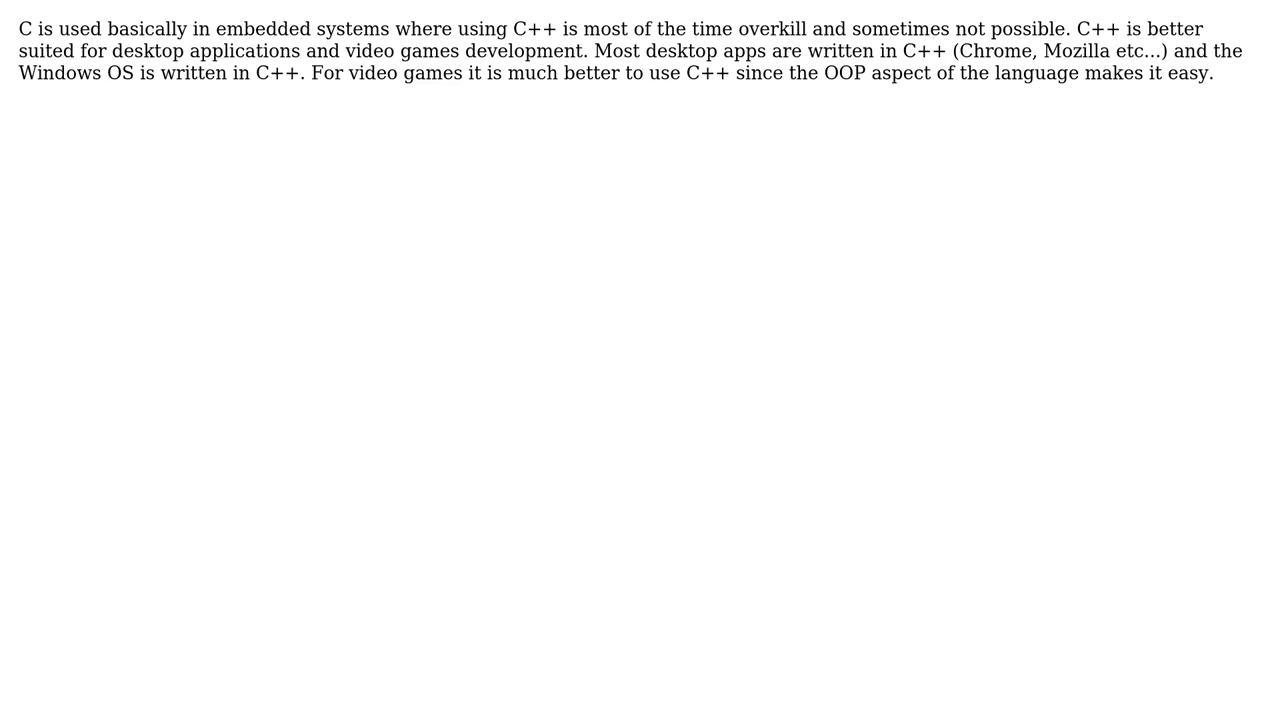 C is used basically in embedded systems where using C++ is most of the time overkill and sometimes not possible. C++ is better
suited for desktop applications and video games development. Most desktop apps are written in C++ (Chrome, Mozilla etc...) and the
Windows OS is written in C++. For video games it is much better to use C++ since the OOP aspect of the language makes it easy.